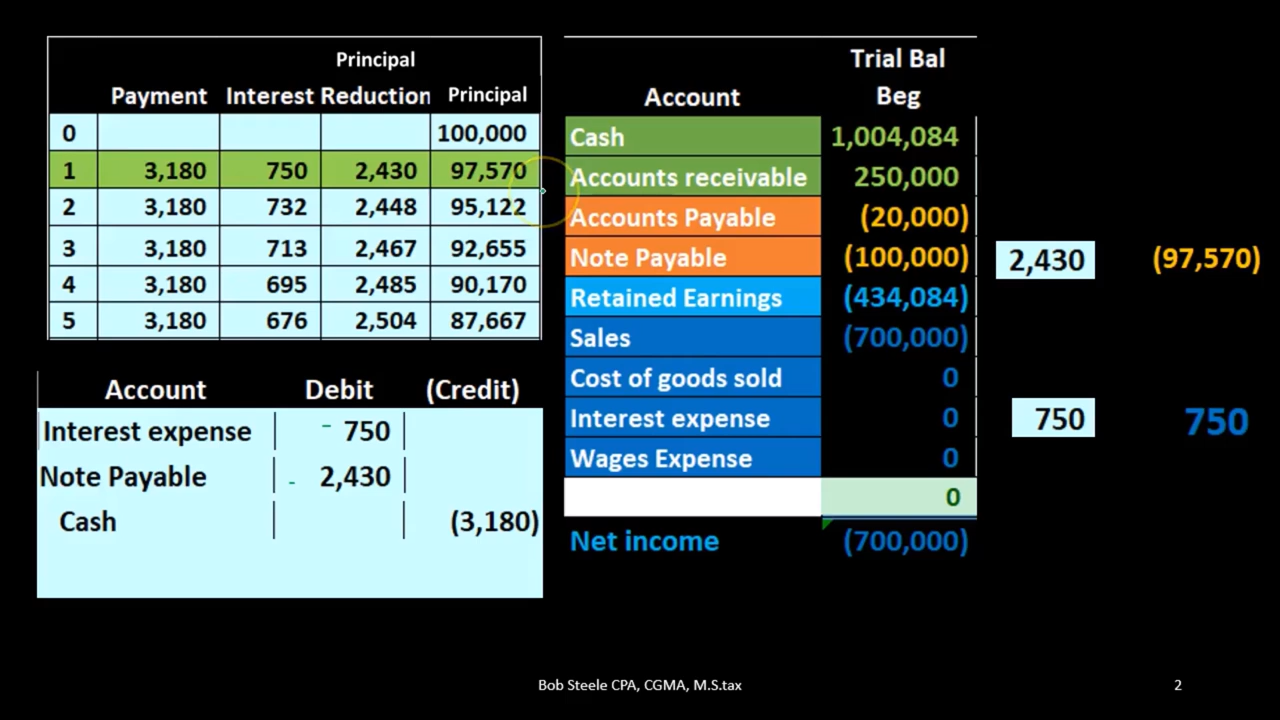 Principal
Payment Interest Reduction Principal
0 100,000
1 3,180 750 2,430 97,570
2 3,180 732 2,448 95,122
3 3,180 713 2,467 92,655
4 3,180 695 2,485 90,170
5 3,180 676 2,504 87,667
Account Debit (Credit)
Interest expense 750
Note Payable 2,430
Cash (3,180)
Trial Bal
Account Beg
Cash 1,004,084
Accounts receivable 250,000
Accounts Payable (20,000)
Note Payable (100,000) 2,430 (97,570)
Retained Earnings (434,084)
Sales (700,000)
Cost of goods sold 0
Interest expense 0 750 750
Wages Expense 0
0
Net income (700,000)
Bob Steele CPA, CGMA, M.S.tax 2